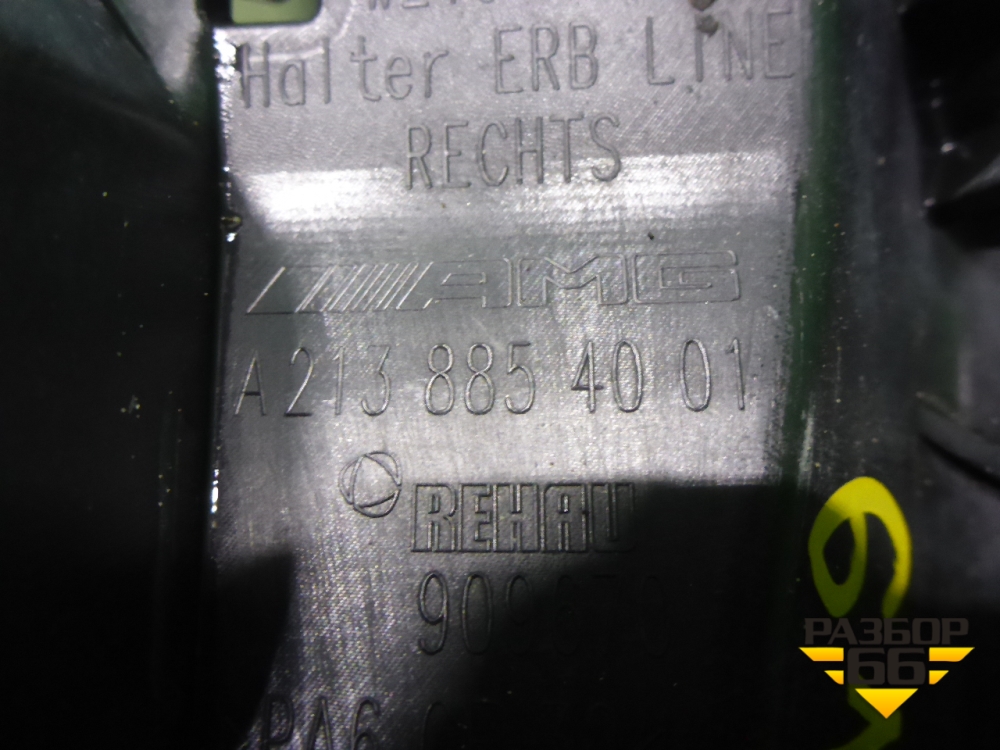 Halter ERB LINE
RECHTS
AMG
A 213 885 40 01
REHAU
РАЗБОР
66